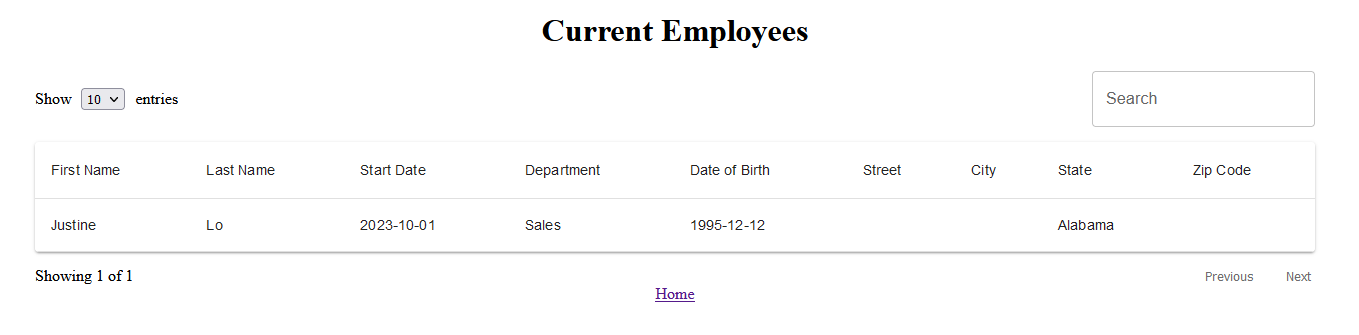 Current Employees
Show 10 entries
Search
First Name Last Name Start Date Department Date of Birth Street City State Zip Code
Justine Lo 2023-10-01 Sales 1995-12-12 Alabama
Showing 1 of 1
Previous Next
Home